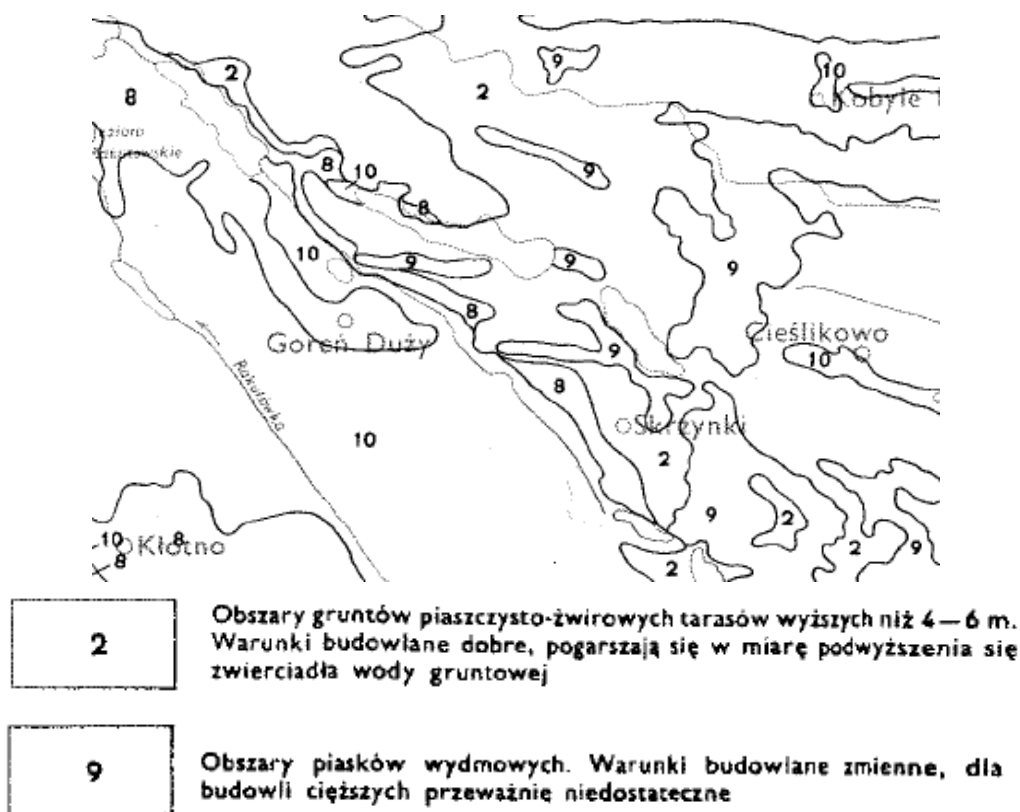 2
9
10
8
2
Kobyle
9
8
10
8
10
9
9
9
8
Cieślikowo
Goreń Duży
9
10
8
Rakutówka
10
Skrzynki
2
9
2
2
9
10
Kłotno
8
8
2
2
Obszary gruntów piaszczysto-żwirowych tarasów wyższych niż 4—6 m.
Warunki budowlane dobre, pogarszają się w miarę podwyższenia się
zwierciadła wody gruntowej
9
Obszary piasków wydmowych. Warunki budowlane zmienne, dla
budowli cięższych przeważnię niedostateczne